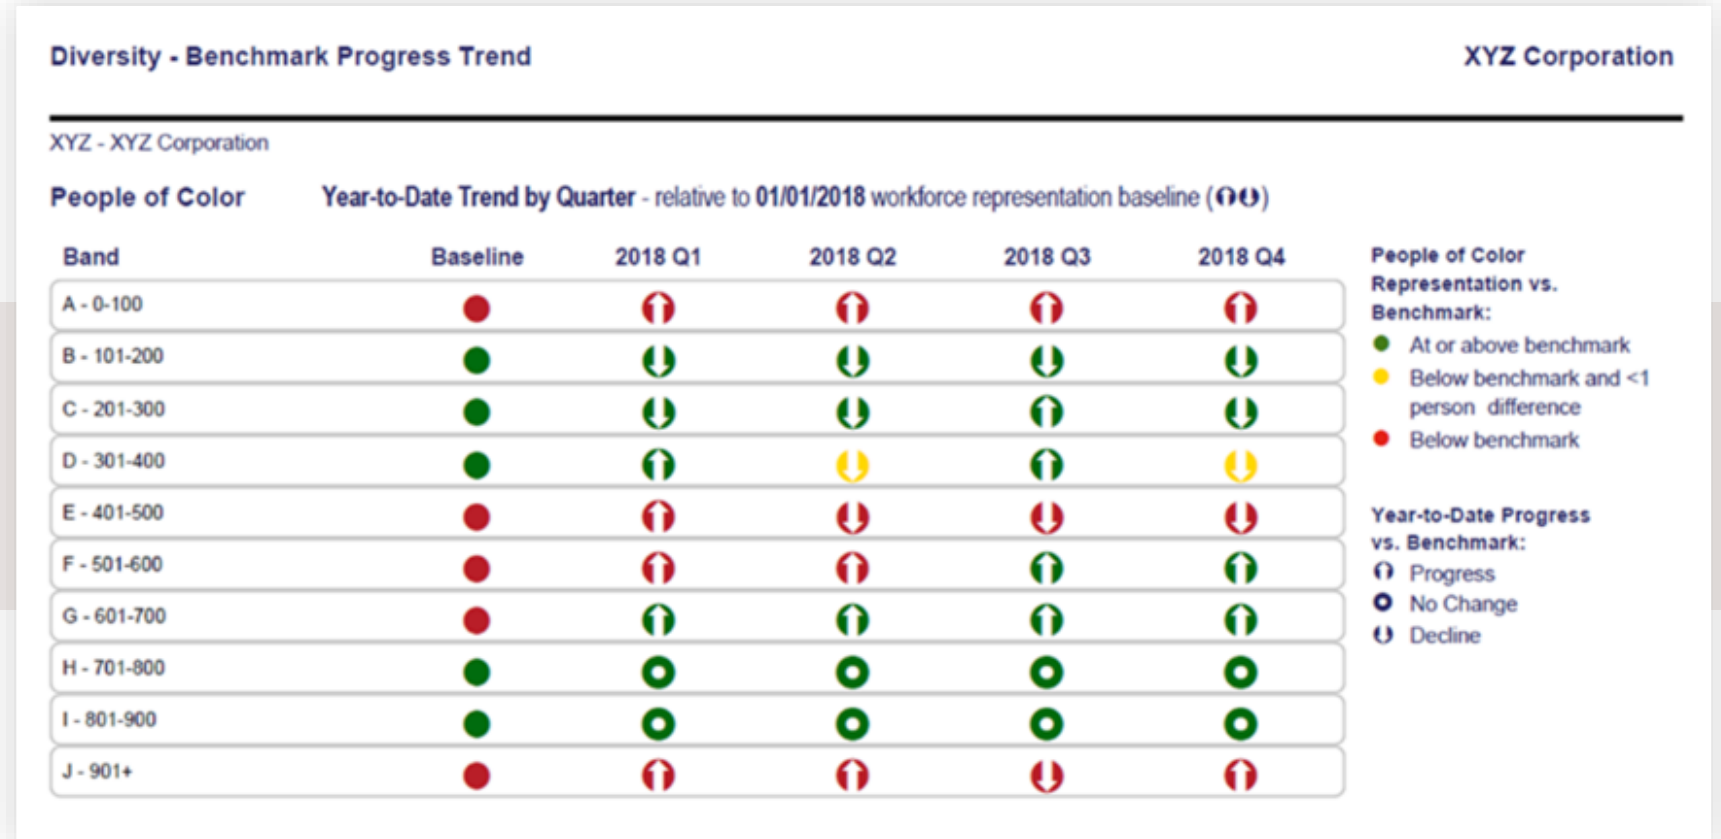 Diversity - Benchmark Progress Trend XYZ Corporation
XYZ - XYZ Corporation
People of Color Year-to-Date Trend by Quarter - relative to 01/01/2018 workforce representation baseline ()
Band Baseline 2018 Q1 2018 Q2 2018 Q3 2018 Q4
A - 0-100
B - 101-200
C - 201-300
D - 301-400
E - 401-500
F - 501-600
G - 601-700
H - 701-800
I - 801-900
J - 901+
People of Color
Representation vs.
Benchmark:
At or above benchmark
Below benchmark and <1
person difference
Below benchmark
Year-to-Date Progress
vs. Benchmark:
Progress
No Change
Decline